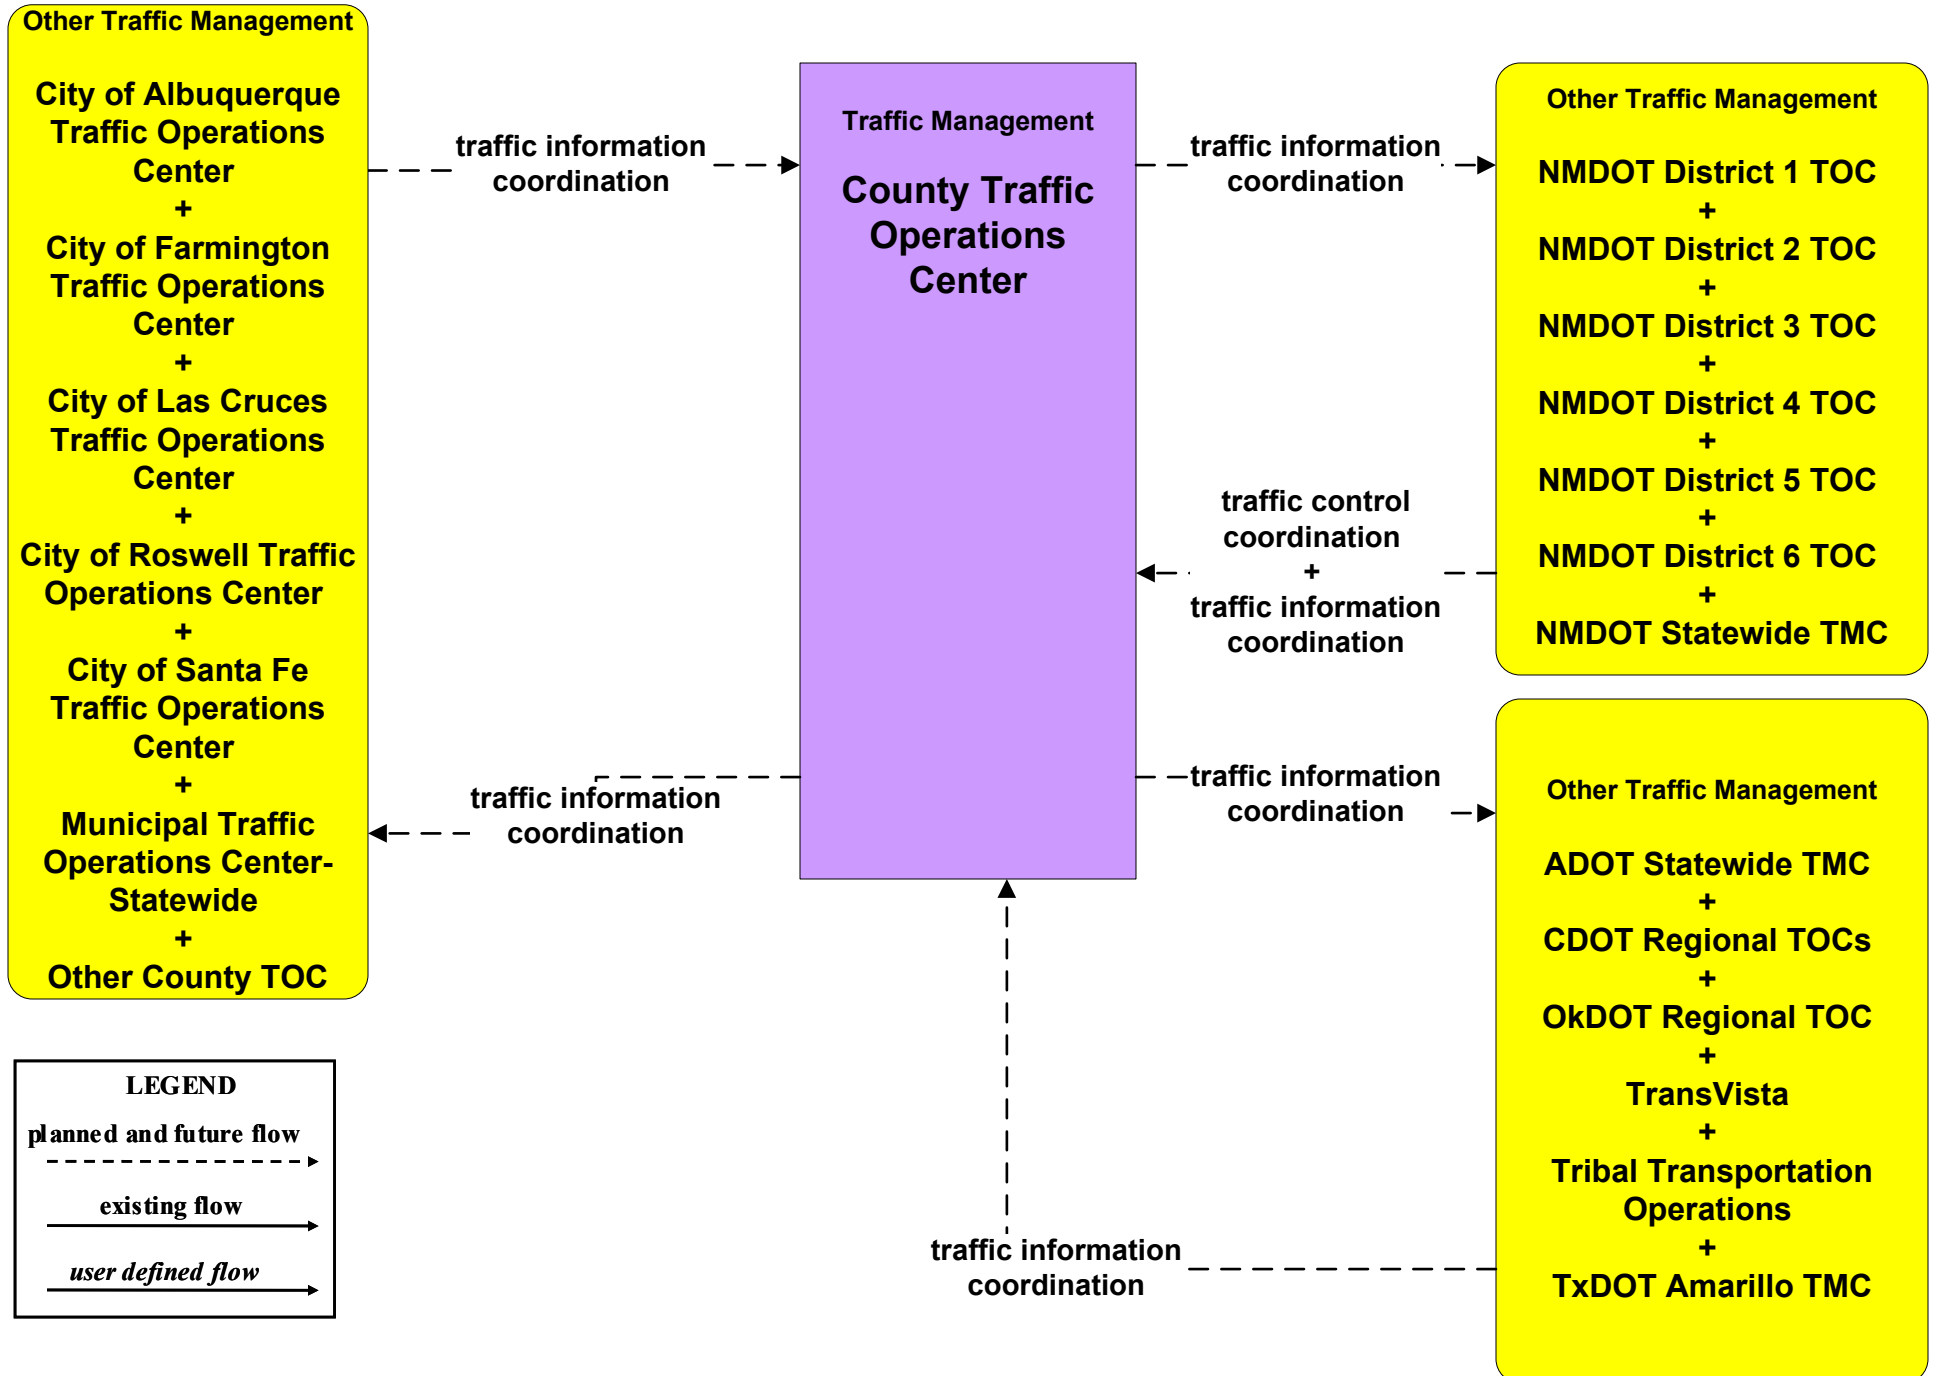 Other Traffic Management
City of Albuquerque
Traffic Operations
Center
+
City of Farmington
Traffic Operations
Center
+
City of Las Cruces
Traffic Operations
Center
+
City of Roswell Traffic
Operations Center
+
City of Santa Fe
Traffic Operations
Center
+
Municipal Traffic
Operations Center-
Statewide
+
Other County TOC
traffic information
coordination
traffic information
coordination
Traffic Management
County Traffic
Operations
Center
traffic information
coordination
traffic control
coordination
+
traffic information
coordination
traffic information
coordination
traffic information
coordination
Other Traffic Management
NMDOT District 1 TOC
+
NMDOT District 2 TOC
+
NMDOT District 3 TOC
+
NMDOT District 4 TOC
+
NMDOT District 5 TOC
+
NMDOT District 6 TOC
+
NMDOT Statewide TMC
Other Traffic Management
ADOT Statewide TMC
+
CDOT Regional TOCs
+
OkDOT Regional TOC
+
TransVista
+
Tribal Transportation
Operations
+
TxDOT Amarillo TMC
LEGEND
planned and future flow
existing flow
user defined flow